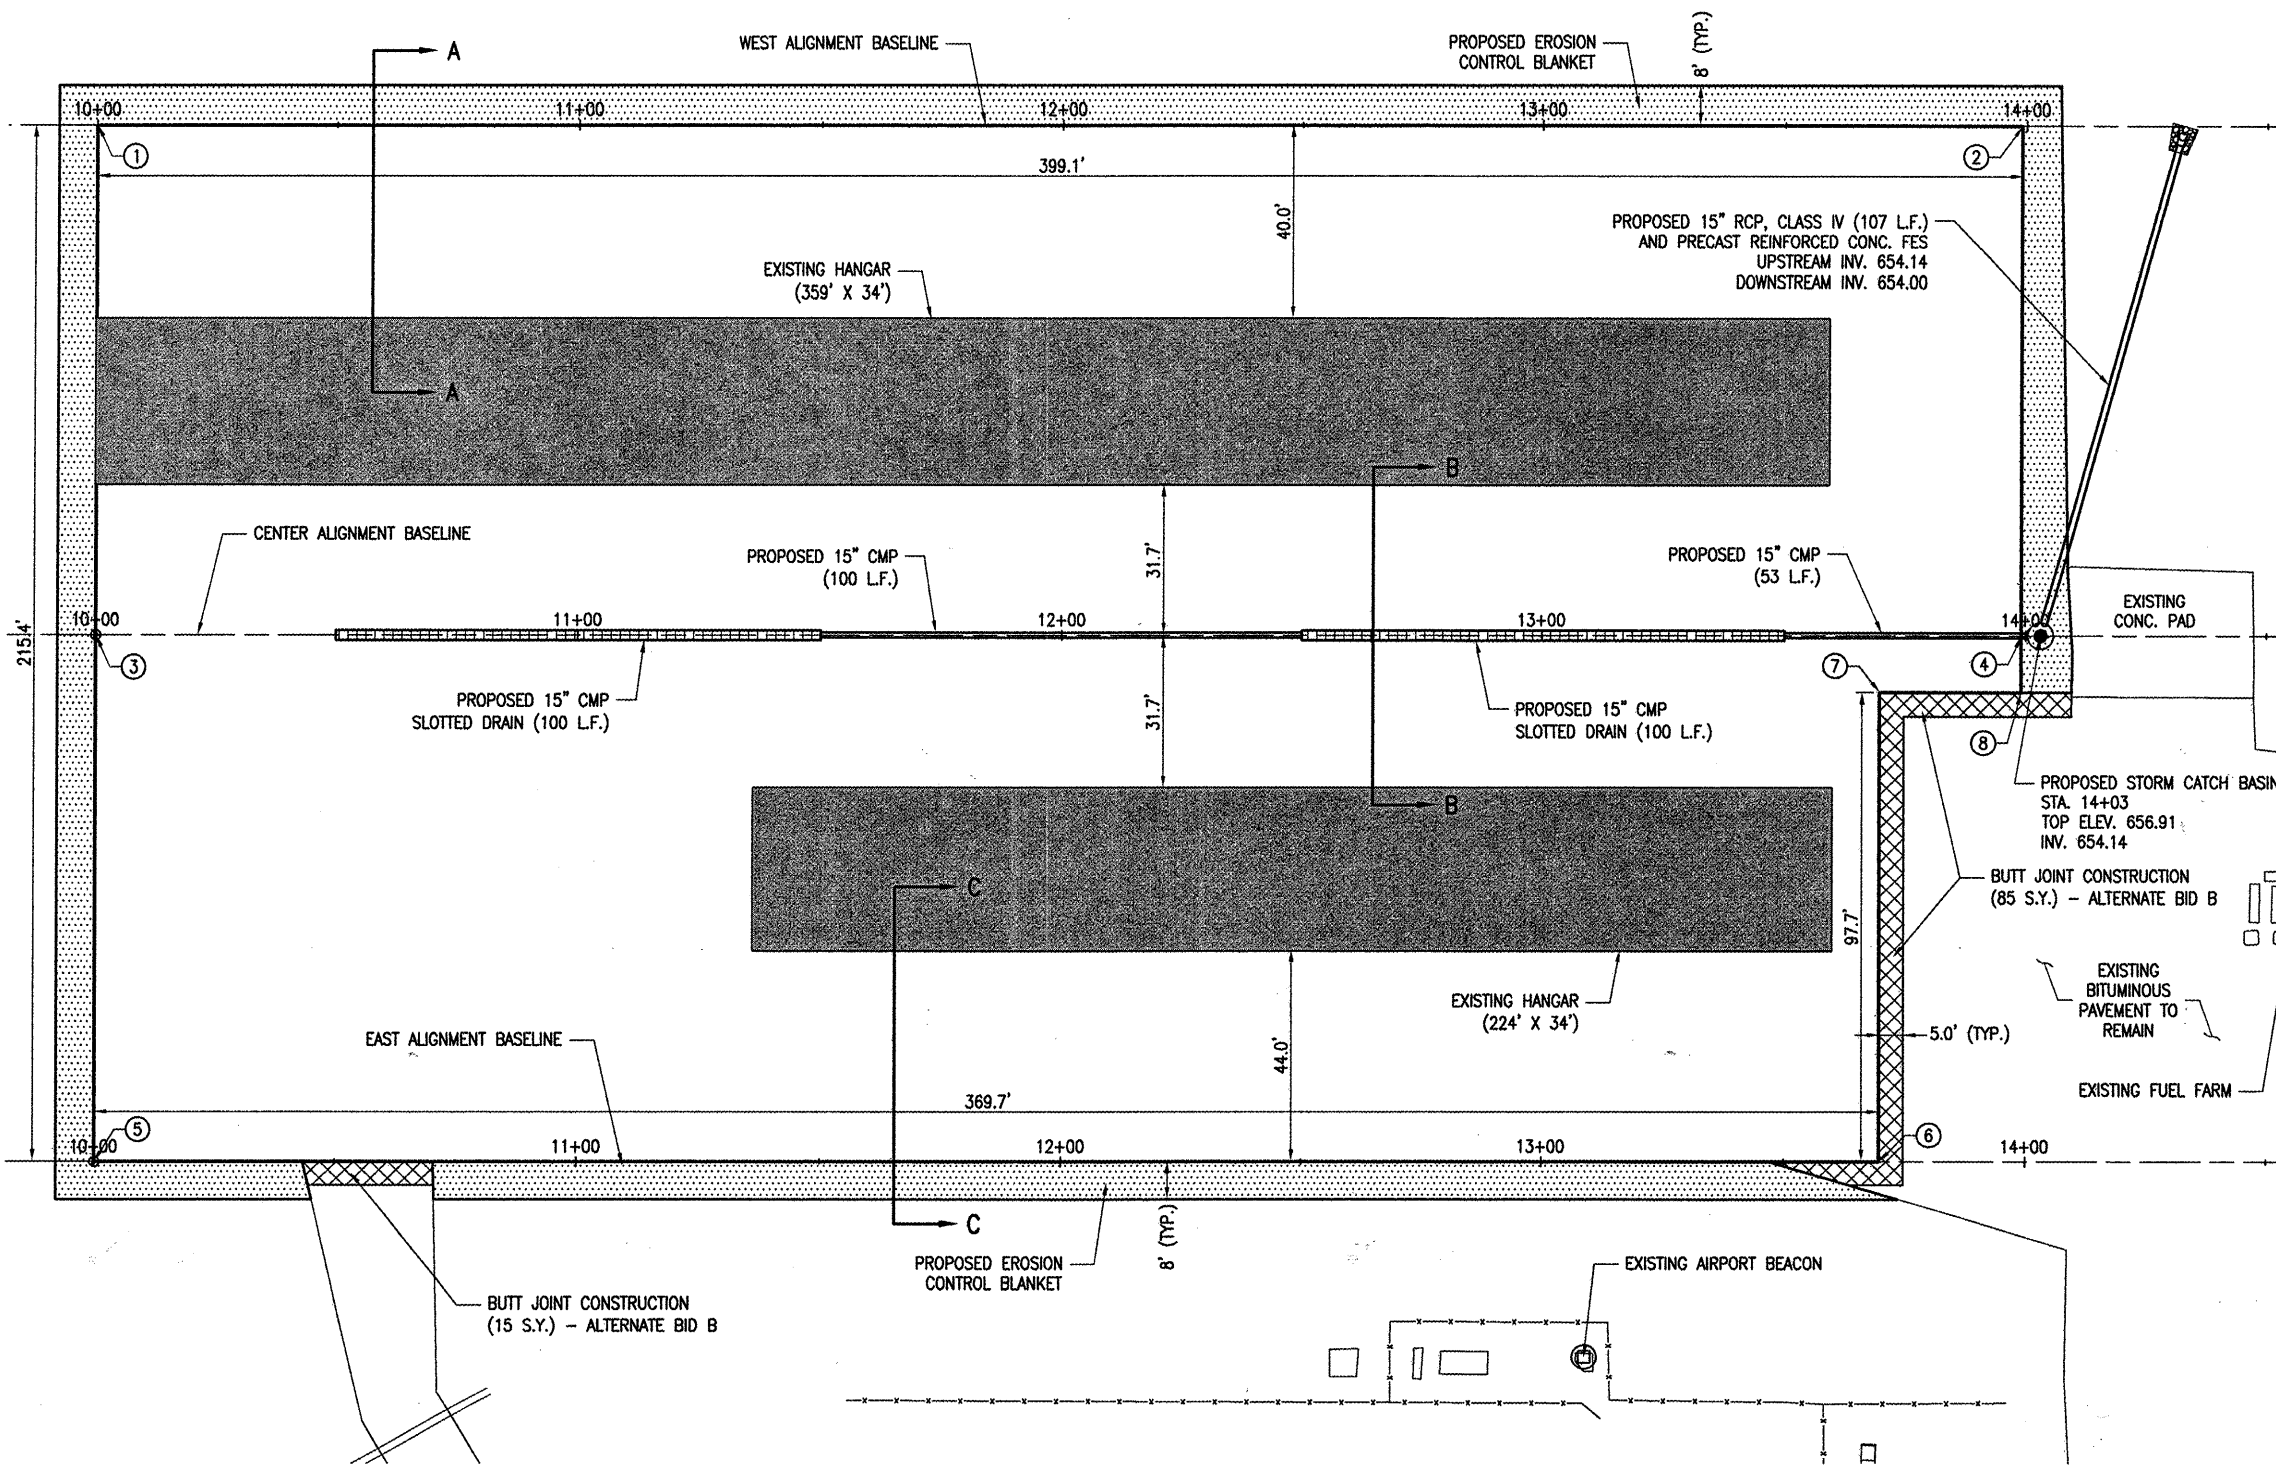 A
WEST ALIGNMENT BASELINE
PROPOSED EROSION
CONTROL BLANKET
8' (TYP.)
10+00
11+00
12+00
13+00
14+00
1
2
399.1'
40.0'
PROPOSED 15" RCP, CLASS IV (107 L.F.)
AND PRECAST REINFORCED CONC. FES
UPSTREAM INV. 654.14
DOWNSTREAM INV. 654.00
EXISTING HANGAR
(359' X 34')
A
B
CENTER ALIGNMENT BASELINE
PROPOSED 15" CMP
(100 L.F.)
31.7'
PROPOSED 15" CMP
(53 L.F.)
EXISTING
CONC. PAD
10+00
11+00
12+00
13+00
14+00
215.4'
3
4
7
PROPOSED 15" CMP
SLOTTED DRAIN (100 L.F.)
31.7'
PROPOSED 15" CMP
SLOTTED DRAIN (100 L.F.)
8
PROPOSED STORM CATCH BASIN
STA. 14+03
TOP ELEV. 656.91
INV. 654.14
B
C
BUTT JOINT CONSTRUCTION
(85 S.Y.) – ALTERNATE BID B
97.7'
EXISTING
BITUMINOUS
PAVEMENT TO
REMAIN
EXISTING HANGAR
(224' X 34')
EAST ALIGNMENT BASELINE
44.0'
5.0' (TYP.)
EXISTING FUEL FARM
369.7'
5
6
10+00
11+00
12+00
13+00
14+00
C
8' (TYP.)
PROPOSED EROSION
CONTROL BLANKET
EXISTING AIRPORT BEACON
BUTT JOINT CONSTRUCTION
(15 S.Y.) – ALTERNATE BID B